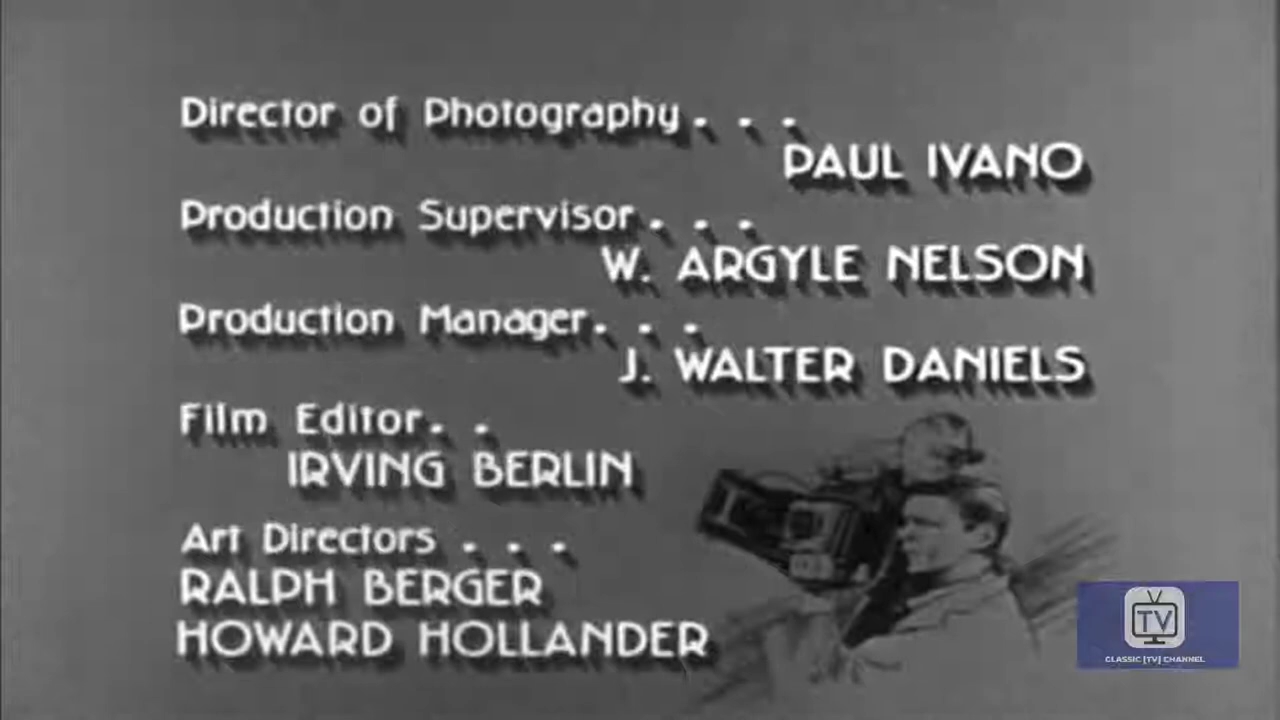 Director of Photography. . .
PAUL IVANO
Production Supervisor. . .
W. ARGYLE NELSON
Production Manager. . .
J. WALTER DANIELS
Film Editor. .
IRVING BERLIN
Art Directors . . .
RALPH BERGER
HOWARD HOLLANDER
TV
CLASSIC [TV] CHANNEL